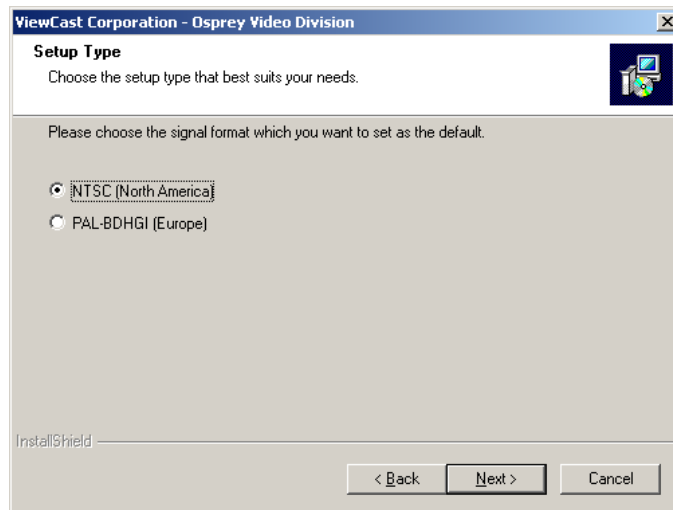 ViewCast Corporation - Osprey Video Division
Setup Type
Choose the setup type that best suits your needs.
Please choose the signal format which you want to set as the default.
NTSC (North America)
PAL-BDHGI (Europe)
InstallShield
< Back Next > Cancel